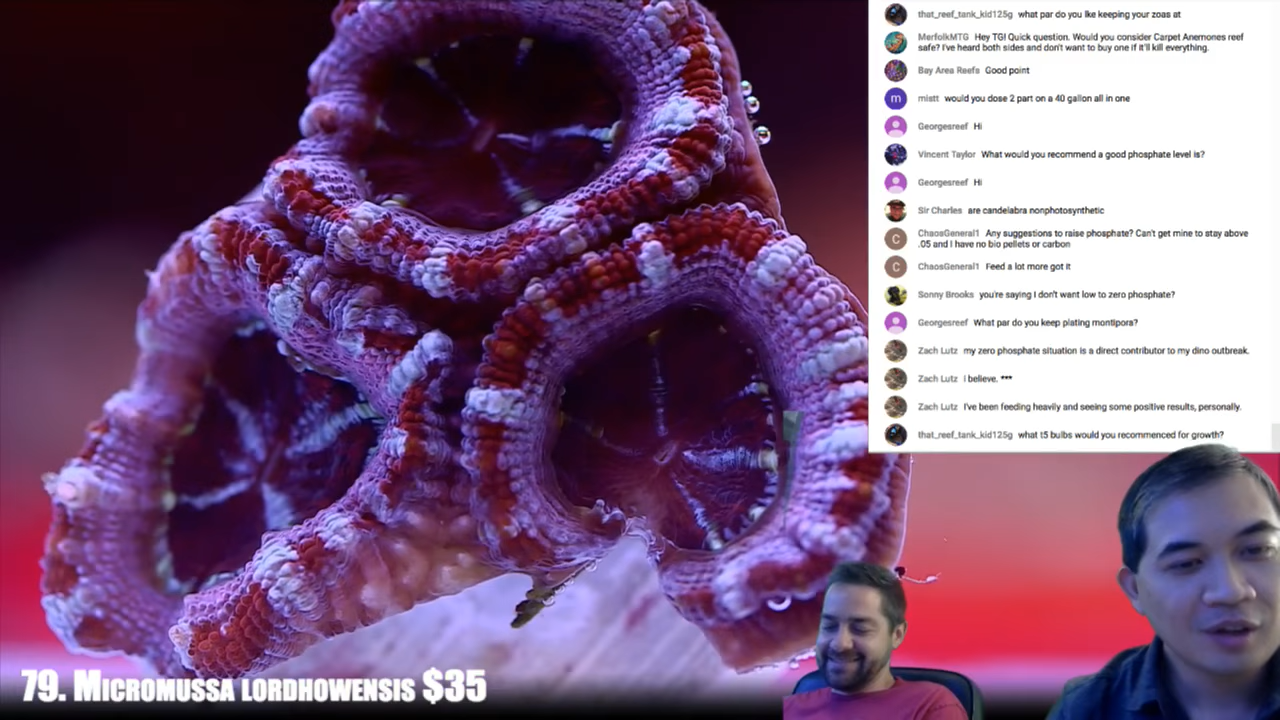 that_reef_tank_kid125g what par do you lke keeping your zoas at
MerfolkMTG Hey TG! Quick question. Would you consider Carpet Anemones reef
safe? I've heard both sides and don't want to buy one if it'll kill everything.
Bay Area Reefs Good point
m
miatt would you dose 2 part on a 40 gallon all in one
Georgesreef Hi
Vincent Taylor What would you recommend a good phosphate level is?
Georgesreef Hi
Sir Charles are candelabra nonphotosynthetic
C
ChaosGeneral1 Any suggestions to raise phosphate? Can't get mine to stay above
.05 and I have no bio pellets or carbon
C
ChaosGeneral1 Feed a lot more got it
Sonny Brooks you're saying I don't want low to zero phosphate?
Georgesreef What par do you keep plating montipora?
Zach Lutz my zero phosphate situation is a direct contributor to my dino outbreak.
Zach Lutz I believe. ***
Zach Lutz I've been feeding heavily and seeing some positive results, personally.
that_reef_tank_kid125g what t5 bulbs would you recommenced for growth?
79. Micromussa lordhowensis $35